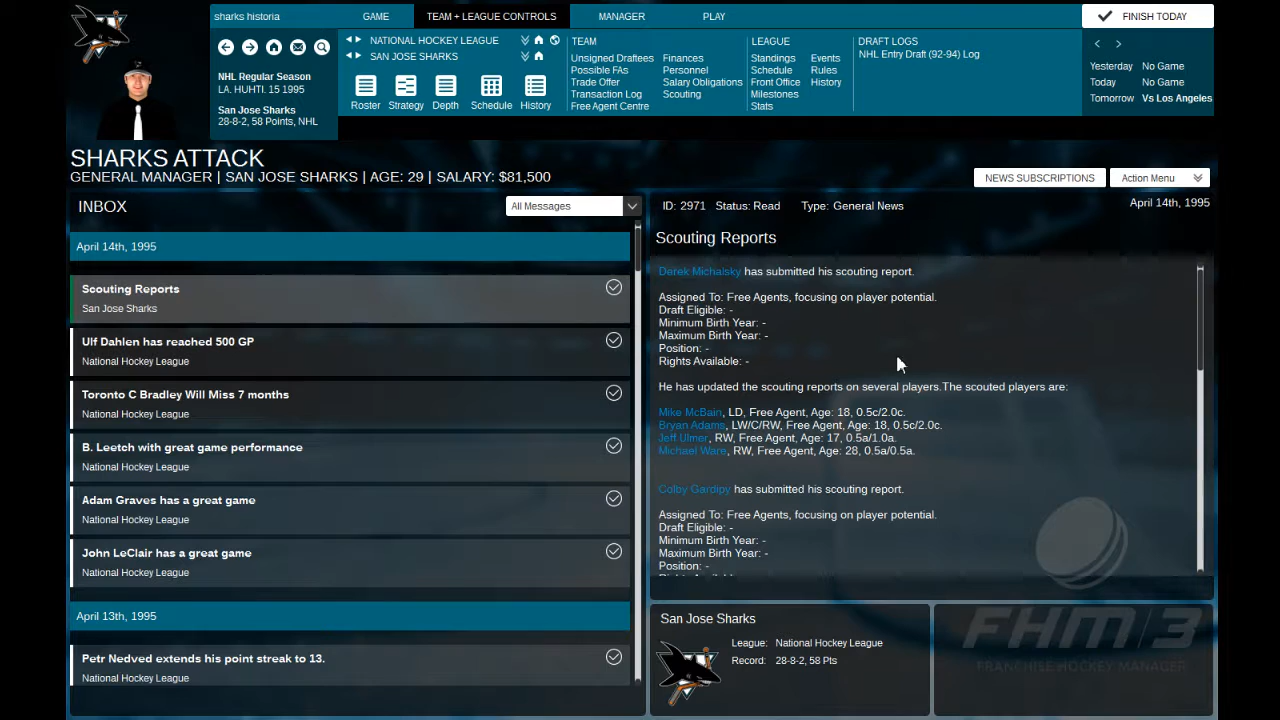 sharks historia
GAME
TEAM + LEAGUE CONTROLS
MANAGER
PLAY
FINISH TODAY
NATIONAL HOCKEY LEAGUE
SAN JOSE SHARKS
Roster
Strategy
Depth
Schedule
History
NHL Regular Season
LA. HUHTI. 15 1995
San Jose Sharks
28-8-2, 58 Points, NHL
TEAM
Unsigned Draftees
Possible FAs
Trade Offer
Transaction Log
Free Agent Centre
Finances
Personnel
Salary Obligations
Scouting
LEAGUE
Standings
Schedule
Front Office
Milestones
Stats
Events
Rules
History
DRAFT LOGS
NHL Entry Draft (92-94) Log
Yesterday No Game
Today No Game
Tomorrow Vs Los Angeles
SHARKS ATTACK
GENERAL MANAGER | SAN JOSE SHARKS | AGE: 29 | SALARY: $81,500
NEWS SUBSCRIPTIONS
Action Menu
INBOX
All Messages
April 14th, 1995
Scouting Reports
San Jose Sharks
Ulf Dahlen has reached 500 GP
National Hockey League
Toronto C Bradley Will Miss 7 months
National Hockey League
B. Leetch with great game performance
National Hockey League
Adam Graves has a great game
National Hockey League
John LeClair has a great game
National Hockey League
April 13th, 1995
Petr Nedved extends his point streak to 13.
National Hockey League
ID: 2971 Status: Read Type: General News
April 14th, 1995
Scouting Reports
Derek Michalsky has submitted his scouting report.
Assigned To: Free Agents, focusing on player potential.
Draft Eligible: -
Minimum Birth Year: -
Maximum Birth Year: -
Position: -
Rights Available: -
He has updated the scouting reports on several players.The scouted players are:
Mike McBain, LD, Free Agent, Age: 18, 0.5c/2.0c.
Bryan Adams, LW/C/RW, Free Agent, Age: 18, 0.5c/2.0c.
Jeff Ulmer, RW, Free Agent, Age: 17, 0.5a/1.0a.
Michael Ware, RW, Free Agent, Age: 28, 0.5a/0.5a.
Colby Gardipy has submitted his scouting report.
Assigned To: Free Agents, focusing on player potential.
Draft Eligible: -
Minimum Birth Year: -
Maximum Birth Year: -
Position: -
San Jose Sharks
League: National Hockey League
Record: 28-8-2, 58 Pts
FHM/3
FRANCHISE HOCKEY MANAGER